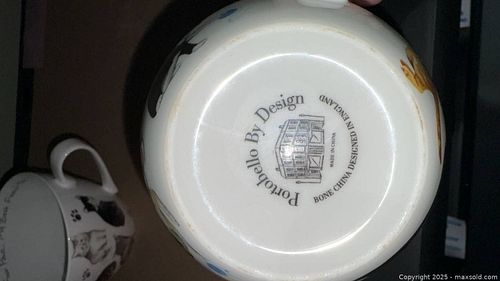 Portobello By Design
MADE IN CHINA
BONE CHINA DESIGNED IN ENGLAND
Copyright © 2025 - maxsold.com